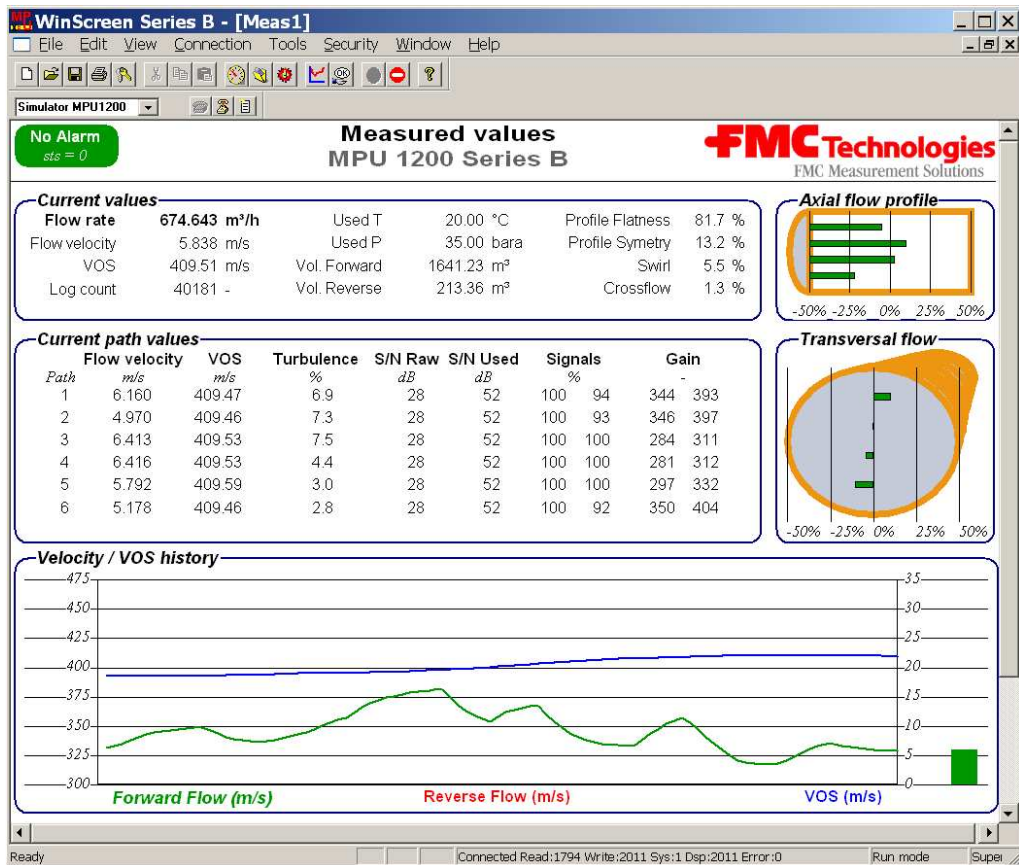 WinScreen Series B - [Meas1]
File Edit View Connection Tools Security Window Help
Simulator MPU1200
No Alarm
sts = 0
Measured values
MPU 1200 Series B
FMC Technologies
FMC Measurement Solutions
Current values
Flow rate 674.643 m³/h Used T 20.00 °C Profile Flatness 81.7 %
Flow velocity 5.838 m/s Used P 35.00 bara Profile Symetry 13.2 %
VOS 409.51 m/s Vol. Forward 1641.23 m³ Swirl 5.5 %
Log count 40181 - Vol. Reverse 213.36 m³ Crossflow 1.3 %
Axial flow profile
-50% -25% 0% 25% 50%
Current path values
Flow velocity VOS Turbulence S/N Raw S/N Used Signals Gain
Path m/s m/s % dB dB % -
1 6.160 409.47 6.9 28 52 100 94 344 393
2 4.970 409.46 7.3 28 52 100 93 346 397
3 6.413 409.53 7.5 28 52 100 100 284 311
4 6.416 409.53 4.4 28 52 100 100 281 312
5 5.792 409.59 3.0 28 52 100 100 297 332
6 5.178 409.46 2.8 28 52 100 92 350 404
Transversal flow
-50% -25% 0% 25% 50%
Velocity / VOS history
475 35
450 30
425 25
400 20
375 15
350 10
325 5
300 0
Forward Flow (m/s) Reverse Flow (m/s) VOS (m/s)
Ready Connected Read:1794 Write:2011 Sys:1 Dsp:2011 Error:0 Run mode